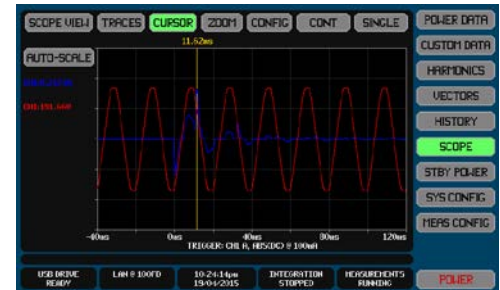 SCOPE VIEW TRACES CURSOR ZOOM CONFIG CONT SINGLE
POWER DATA
11.62ms
AUTO-SCALE
CUSTOM DATA
HARMONICS
VECTORS
HISTORY
SCOPE
STBY POWER
SYS CONFIG
MEAS CONFIG
-40ms 0ms 40ms 80ms 120ms
TRIGGER: CH1 A, ABS(DC) @ 100mA
USB DRIVE READY
LAN @ 100FD
10:24:14pm
19/04/2015
INTEGRATION STOPPED
MEASUREMENTS RUNNING
POWER